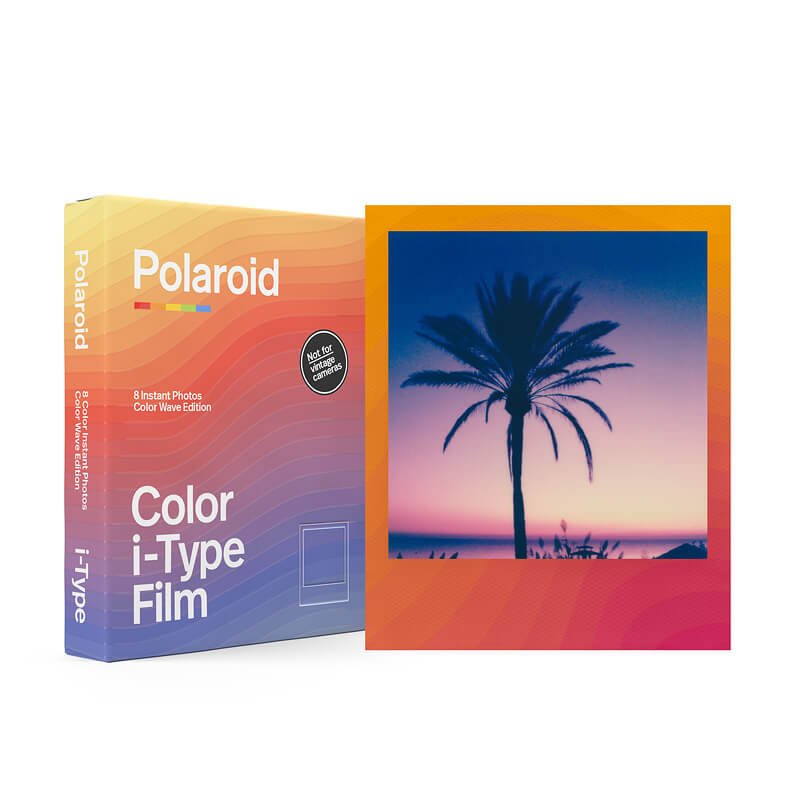 Polaroid
8 Color Instant Photos
Color Wave Edition
i-Type
Polaroid
Not for
vintage
cameras
8 Instant Photos
Color Wave Edition
Color
i-Type
Film